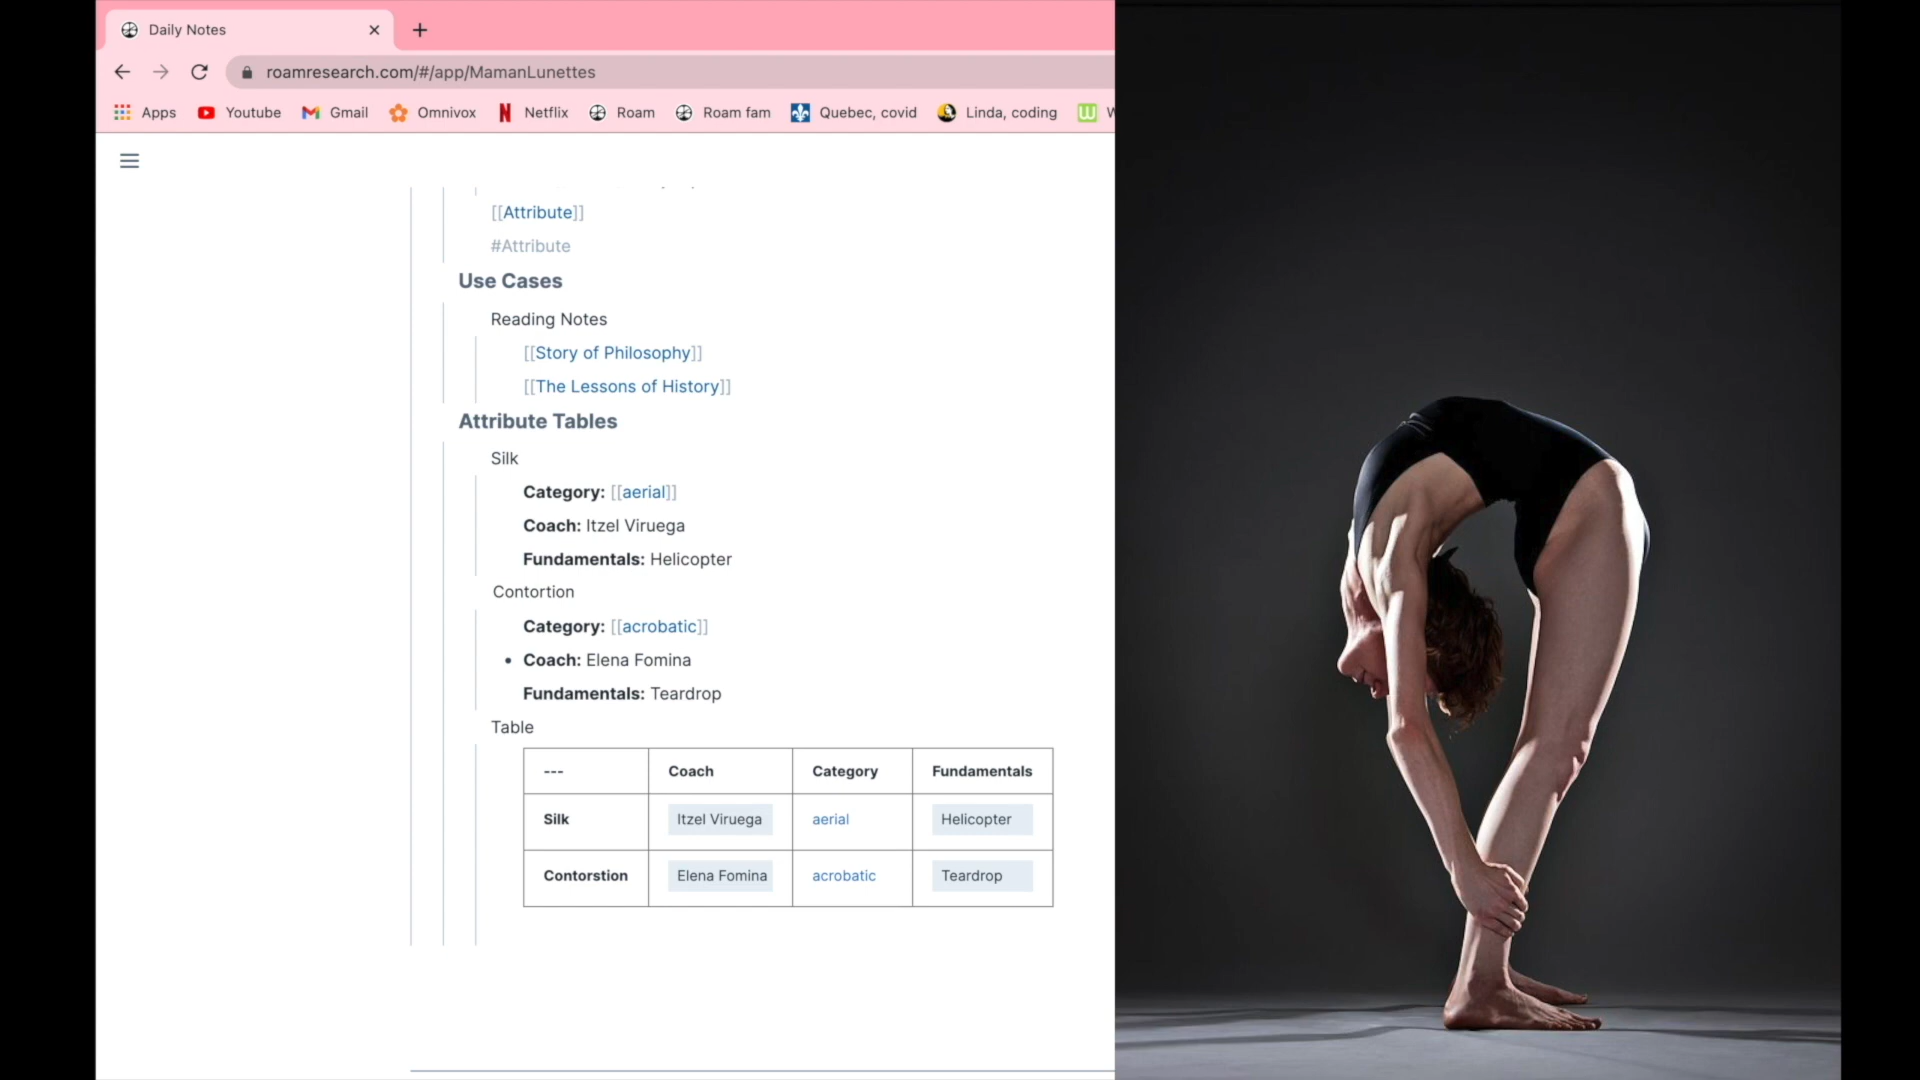 Daily Notes
roamresearch.com/#/app/MamanLunettes
Apps Youtube Gmail Omnivox Netflix Roam Roam fam Quebec, covid Linda, coding W
[[Attribute]]
#Attribute
Use Cases
Reading Notes
[[Story of Philosophy]]
[[The Lessons of History]]
Attribute Tables
Silk
Category: [[aerial]]
Coach: Itzel Viruega
Fundamentals: Helicopter
Contortion
Category: [[acrobatic]]
Coach: Elena Fomina
Fundamentals: Teardrop
Table
--- Coach Category Fundamentals
Silk Itzel Viruega aerial Helicopter
Contorstion Elena Fomina acrobatic Teardrop